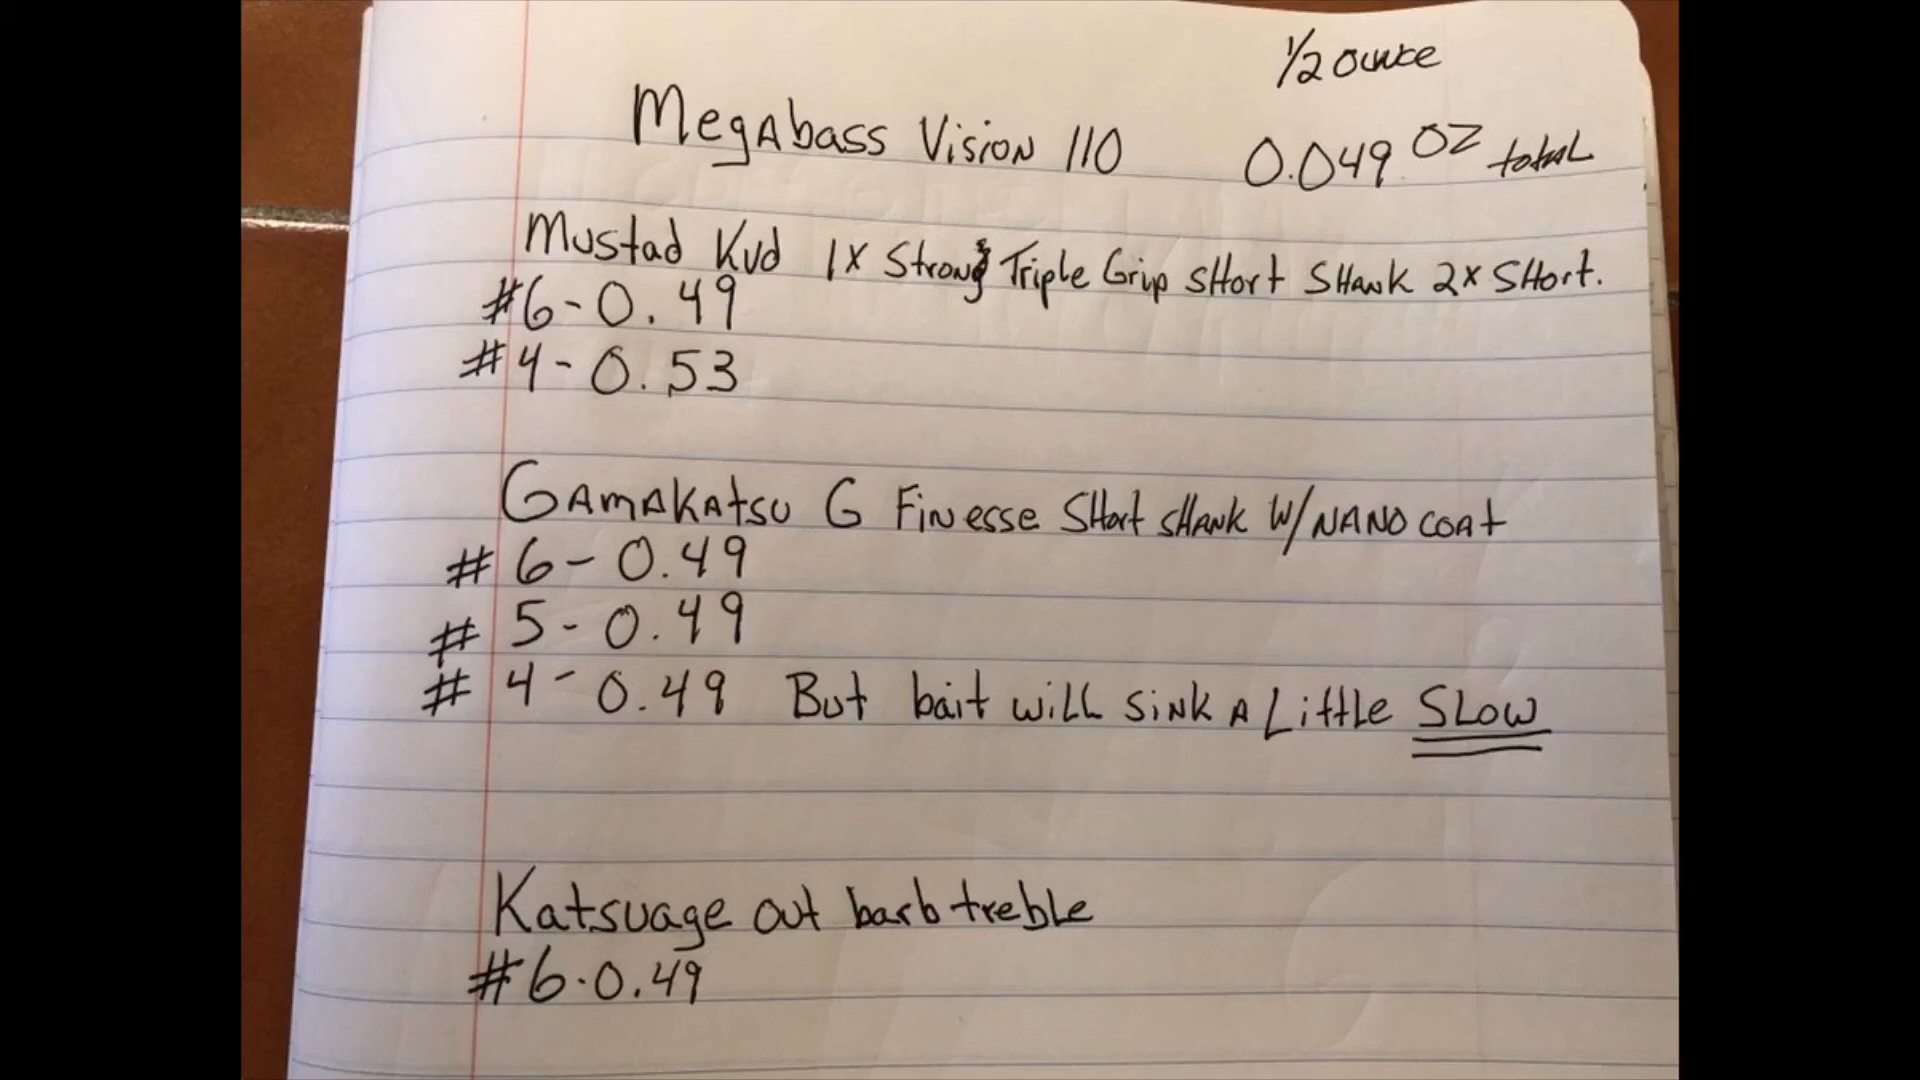 1/2 ounce
Megabass Vision 110 0.049 OZ total
Mustad Kvd 1x Strong Triple Grip Short Shank 2x Short.
#6-0.49
#4-0.53
Gamakatsu G Finesse Short Shank W/Nano coat
#6-0.49
#5-0.49
#4-0.49 But bait will sink a Little Slow
Katsuage out barb treble
#6-0.49